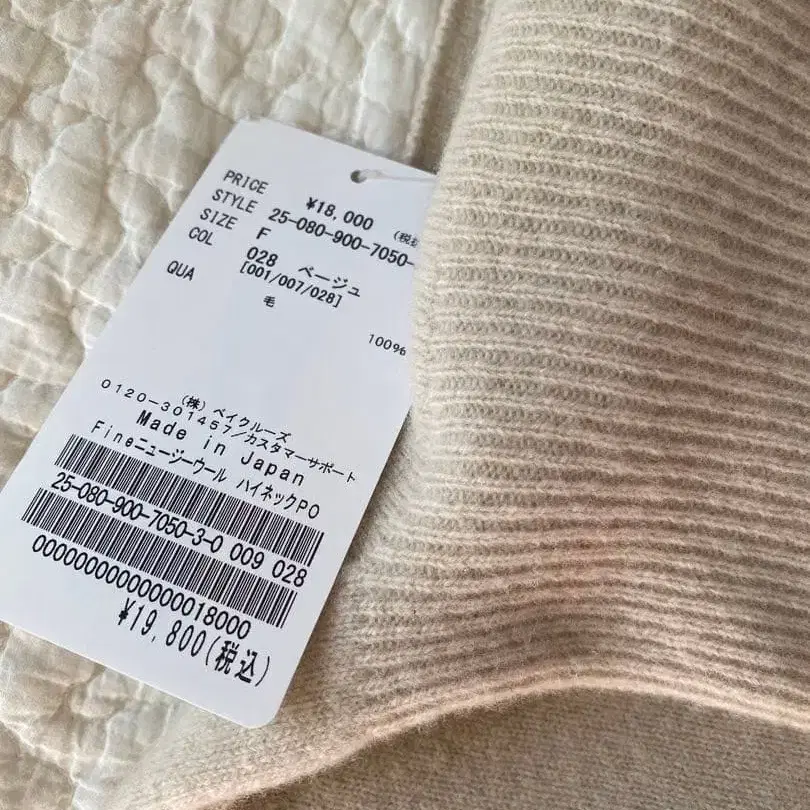 PRICE ¥18,000 (税
STYLE 25-080-900-7050-
SIZE F
COL 028 ベージュ
[001/007/028]
QUA 毛 100%
(株) ベイクルーズ
0120-301457/カスタマーサポート
Made in Japan
Fineニュージーウール ハイネックPO
25-080-900-7050-3-0 009 028
0000000000000018000
¥19,800(税込)